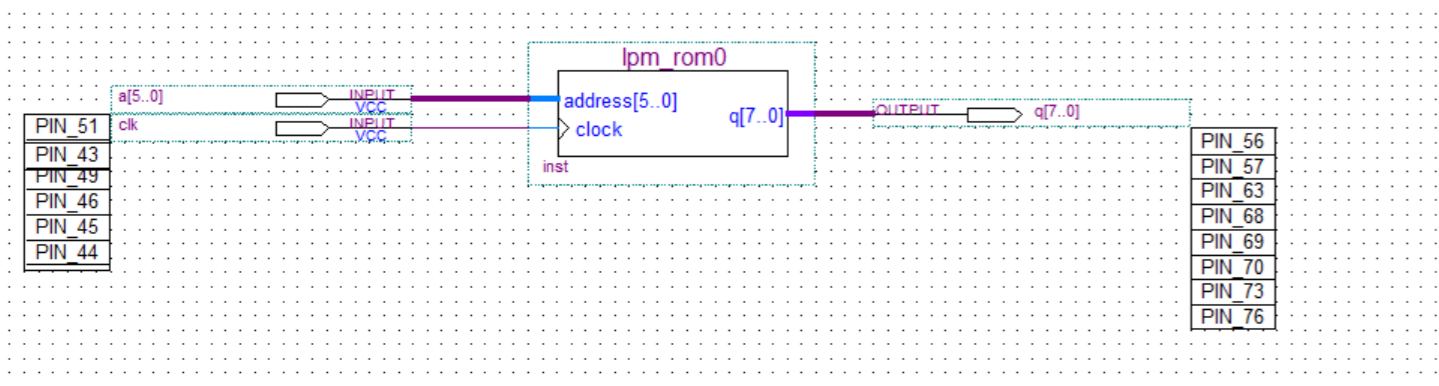 lpm_rom0
a[5..0] INPUT
VCC
address[5..0]
clk INPUT
VCC
clock
q[7..0]
inst
OUTPUT q[7..0]
PIN_51
PIN_43
PIN_49
PIN_46
PIN_45
PIN_44
PIN_56
PIN_57
PIN_63
PIN_68
PIN_69
PIN_70
PIN_73
PIN_76